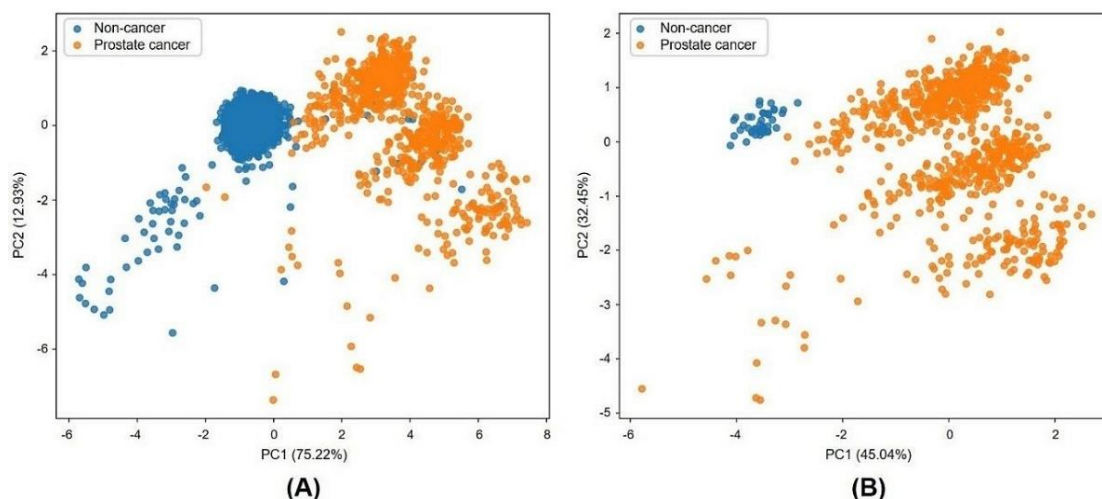 Non-cancer
Prostate cancer
2
0
-2
-4
-6
PC2 (12.93%)
-6
-4
-2
0
2
4
6
8
PC1 (75.22%)
(A)
Non-cancer
Prostate cancer
2
1
0
-1
-2
-3
-4
-5
PC2 (32.45%)
-6
-4
-2
0
2
PC1 (45.04%)
(B)